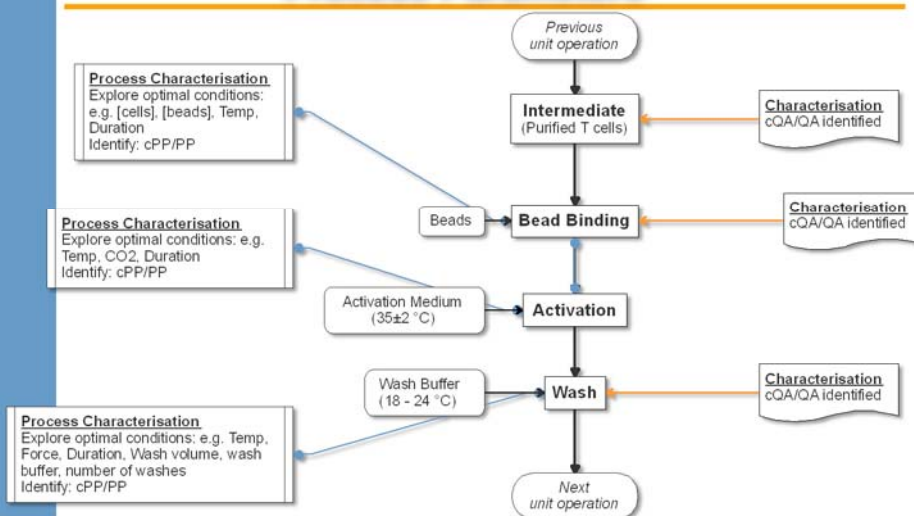 Previous
unit operation
Process Characterisation
Explore optimal conditions:
e.g. [cells], [beads], Temp,
Duration
Identify: cPP/PP
Intermediate
(Purified T cells)
Characterisation
cQA/QA identified
Beads
Bead Binding
Characterisation
cQA/QA identified
Process Characterisation
Explore optimal conditions: e.g.
Temp, CO2, Duration
Identify: cPP/PP
Activation Medium
(35±2 °C)
Activation
Wash Buffer
(18 - 24 °C)
Wash
Characterisation
cQA/QA identified
Process Characterisation
Explore optimal conditions: e.g. Temp,
Force, Duration, Wash volume, wash
buffer, number of washes
Identify: cPP/PP
Next
unit operation